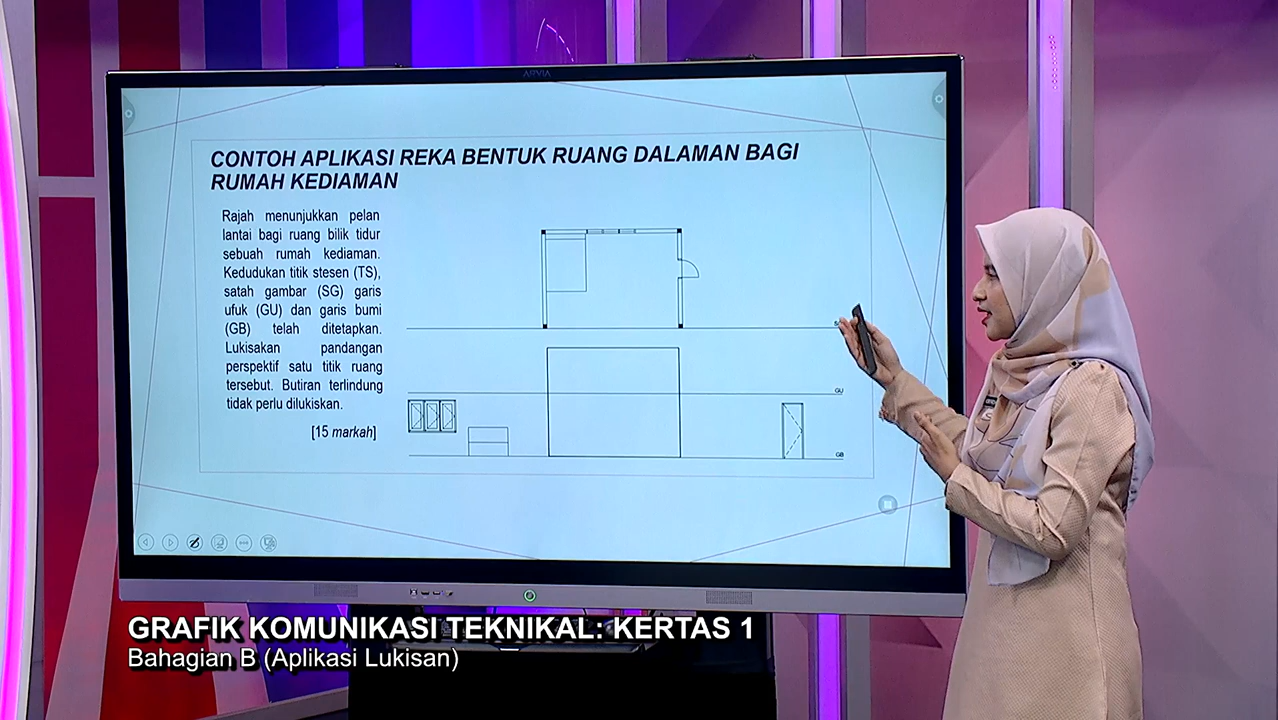 ARVIA
CONTOH APLIKASI REKA BENTUK RUANG DALAMAN BAGI
RUMAH KEDIAMAN
Rajah menunjukkan pelan
lantai bagi ruang bilik tidur
sebuah rumah kediaman.
Kedudukan titik stesen (TS),
satah gambar (SG) garis
ufuk (GU) dan garis bumi
(GB) telah ditetapkan.
Lukisakan pandangan
perspektif satu titik ruang
tersebut. Butiran terlindung
tidak perlu dilukiskan.
[15 markah]
GU
GB
GRAFIK KOMUNIKASI TEKNIKAL: KERTAS 1
Bahagian B (Aplikasi Lukisan)